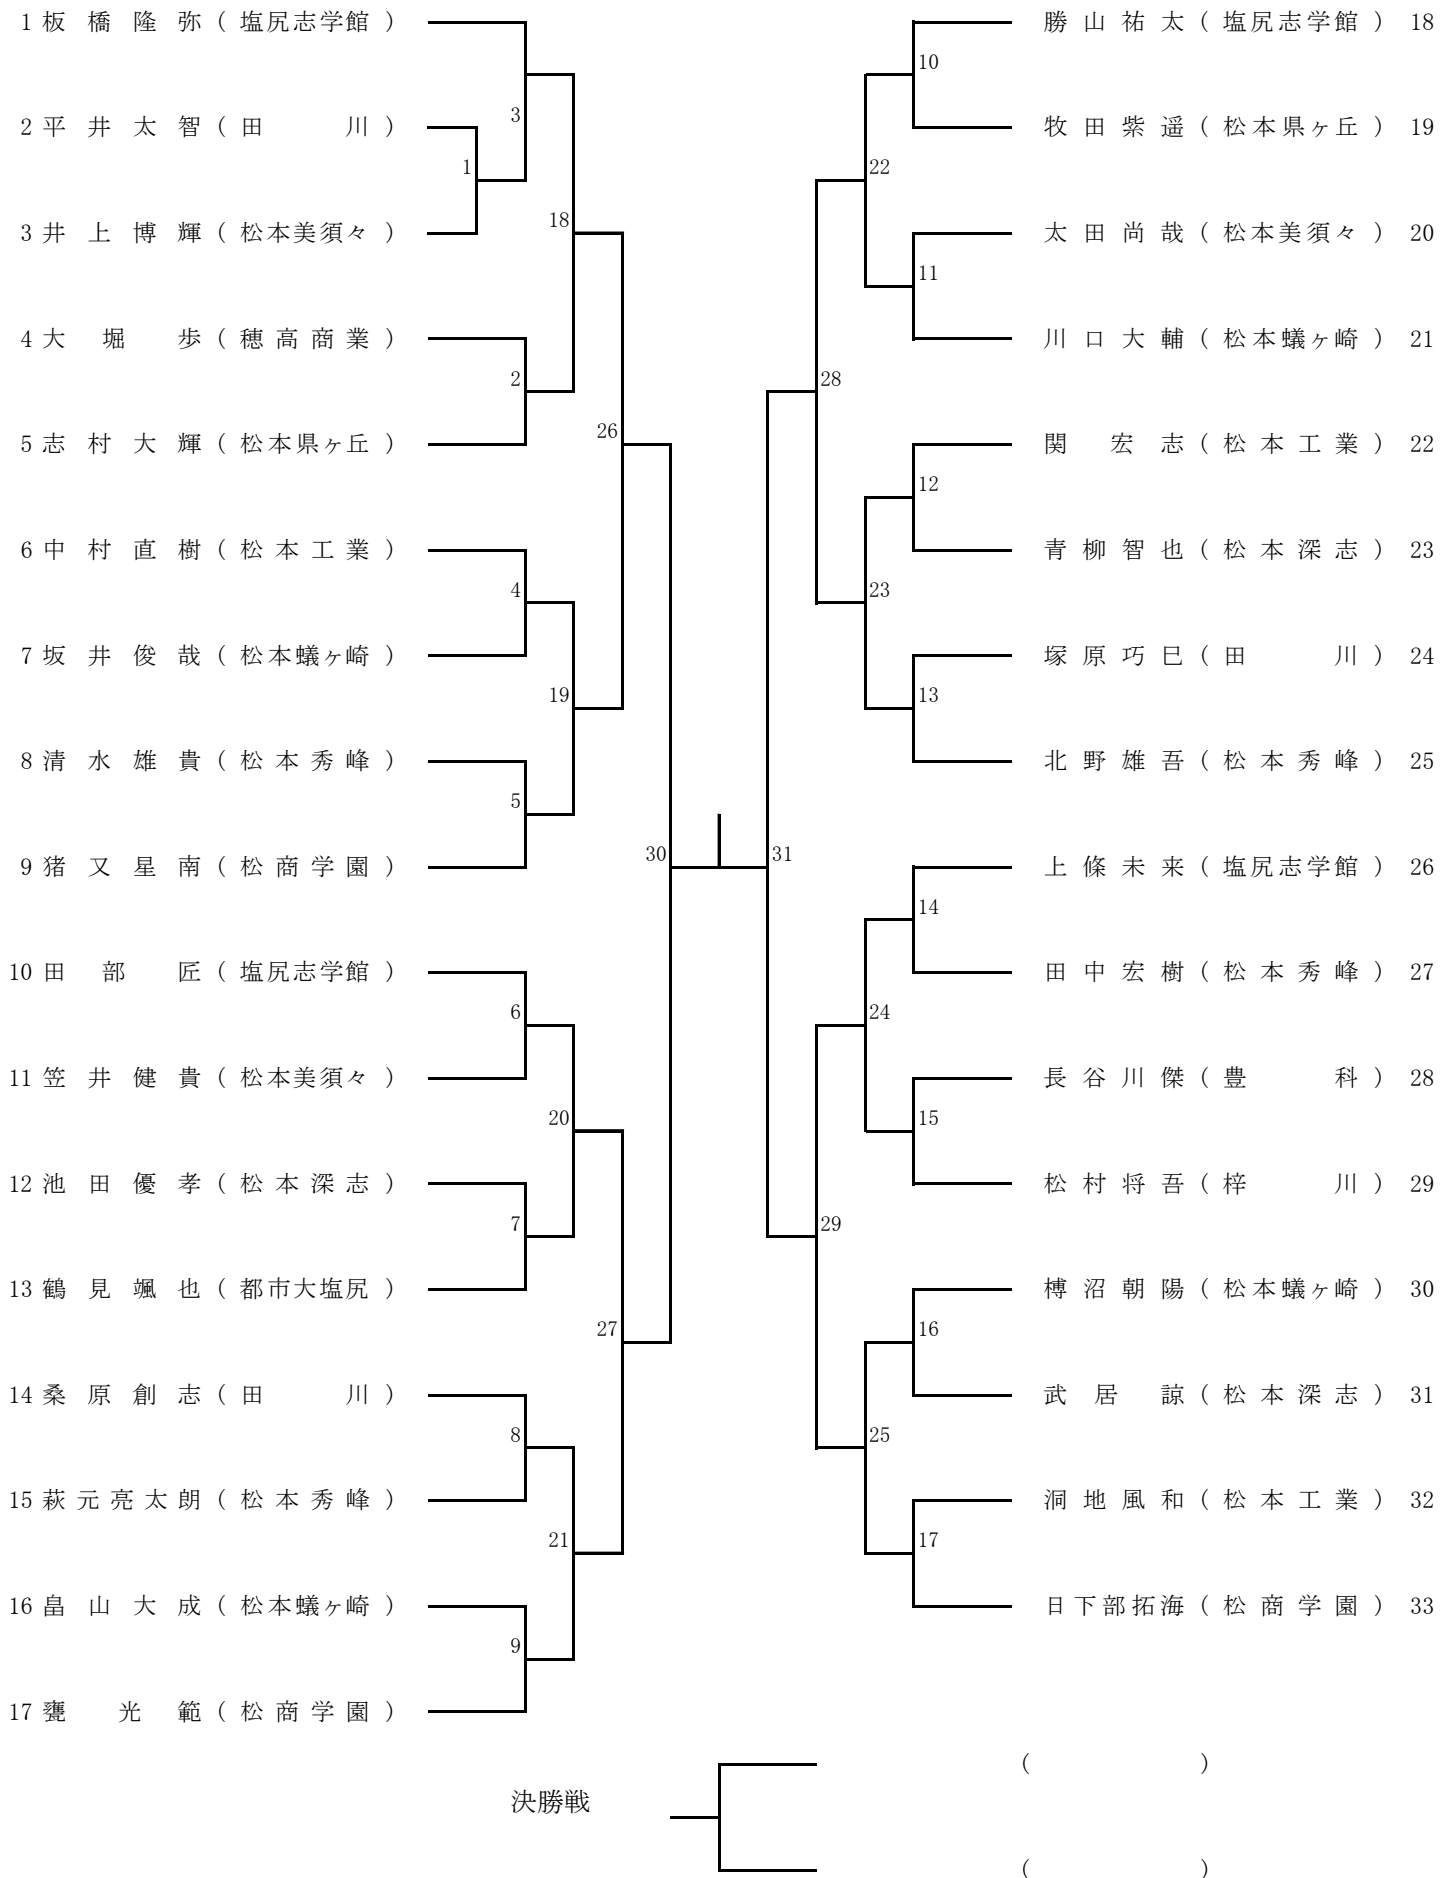 1 板橋隆弥（塩尻志学館）
2 平井太智（田川）
3 井上博輝（松本美須々）
4 大堀歩（穂高商業）
5 志村大輝（松本県ヶ丘）
6 中村直樹（松本工業）
7 坂井俊哉（松本蟻ヶ崎）
8 清水雄貴（松本秀峰）
9 猪又星南（松商学園）
10 田部匠（塩尻志学館）
11 笠井健貴（松本美須々）
12 池田優孝（松本深志）
13 鶴見颯也（都市大塩尻）
14 桑原創志（田川）
15 萩元亮太朗（松本秀峰）
16 畠山大成（松本蟻ヶ崎）
17 甕光範（松商学園）
1
3
2
18
4
5
19
26
6
7
20
8
9
21
27
30
31
28
22
10
11
23
12
13
29
24
14
15
25
16
17
勝山祐太（塩尻志学館）18
牧田紫遥（松本県ヶ丘）19
太田尚哉（松本美須々）20
川口大輔（松本蟻ヶ崎）21
関宏志（松本工業）22
青柳智也（松本深志）23
塚原巧巳（田川）24
北野雄吾（松本秀峰）25
上條未来（塩尻志学館）26
田中宏樹（松本秀峰）27
長谷川傑（豊科）28
松村将吾（梓川）29
榑沼朝陽（松本蟻ヶ崎）30
武居諒（松本深志）31
洞地風和（松本工業）32
日下部拓海（松商学園）33
決勝戦
（　　　）
（　　　）